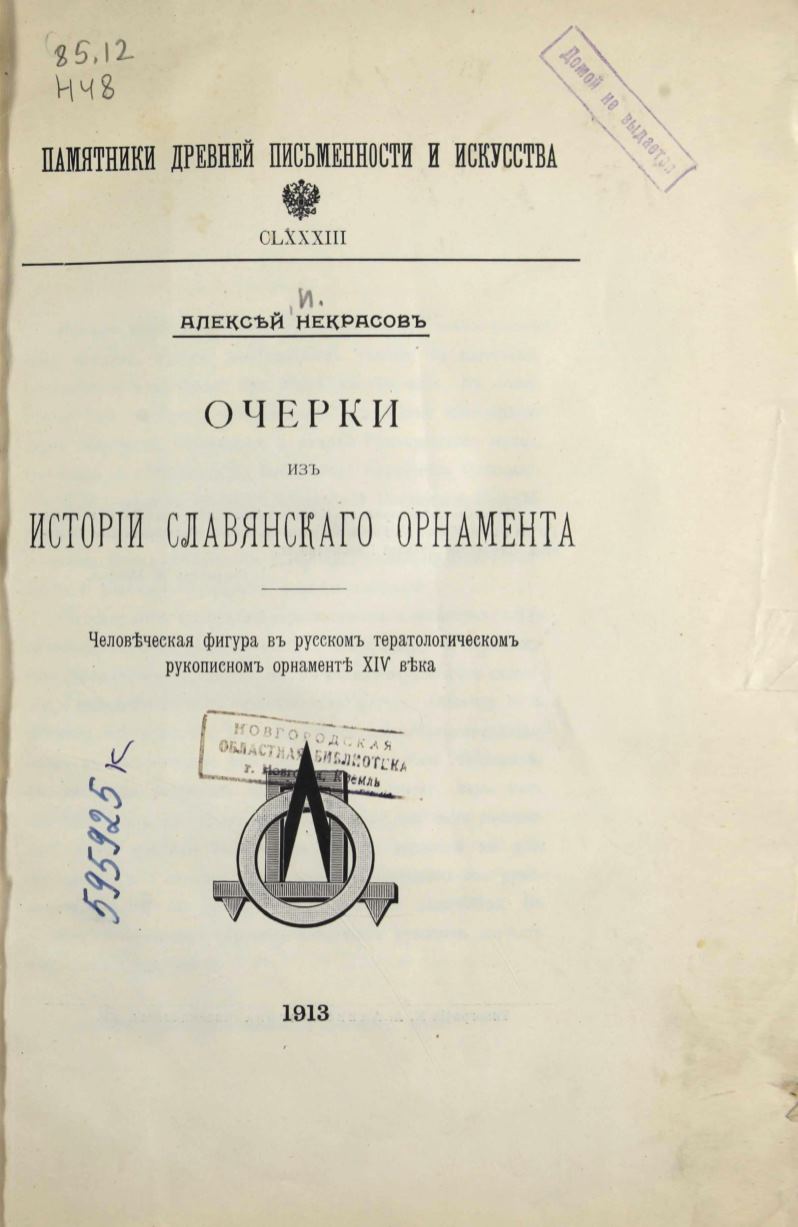 85.12
Н48
Домой не выдается
ПАМЯТНИКИ ДРЕВНЕЙ ПИСЬМЕННОСТИ И ИСКУССТВА
CLXXXIII
И.
АЛЕКСѢЙ НЕКРАСОВЪ
ОЧЕРКИ
ИЗЪ
ИСТОРІИ СЛАВЯНСКАГО ОРНАМЕНТА
Человѣческая фигура въ русскомъ тератологическомъ
рукописномъ орнаментѣ XIV вѣка
НОВГОРОДСКАЯ
ОБЛАСТНАЯ БИБЛИОТЕКА
г. Новгород, Кремль
595925 к
1913